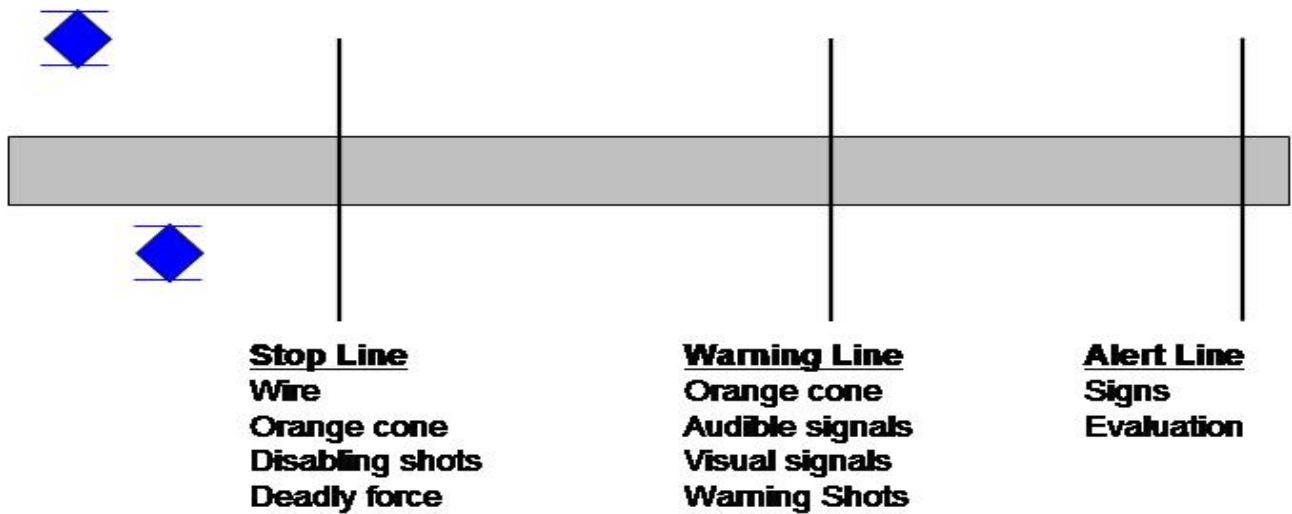 Stop Line
Wire
Orange cone
Disabling shots
Deadly force
Warning Line
Orange cone
Audible signals
Visual signals
Warning Shots
Alert Line
Signs
Evaluation